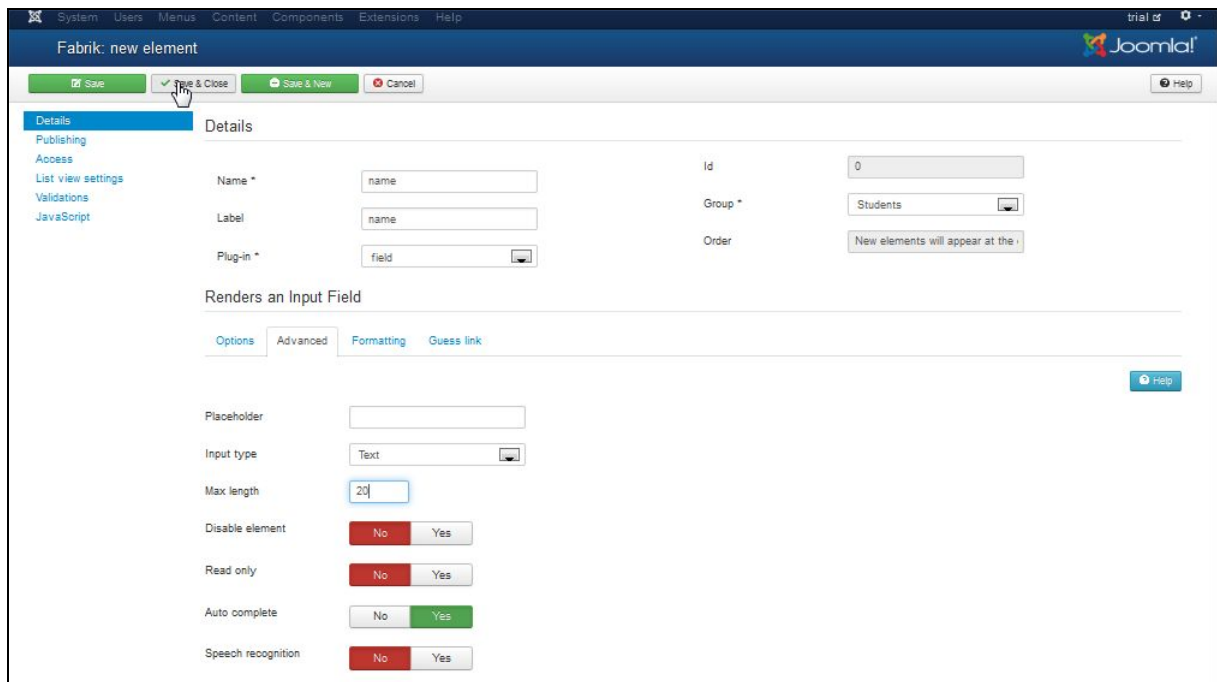 System Users Menus Content Components Extensions Help
trial
Fabrik: new element
Joomla!
Save
Save & Close
Save & New
Cancel
Help
Details
Publishing
Access
List view settings
Validations
JavaScript
Details
Name * name
Label name
Plug-in * field
Id 0
Group * Students
Order New elements will appear at the
Renders an Input Field
Options Advanced Formatting Guess link
Help
Placeholder
Input type Text
Max length 20
Disable element No Yes
Read only No Yes
Auto complete No Yes
Speech recognition No Yes